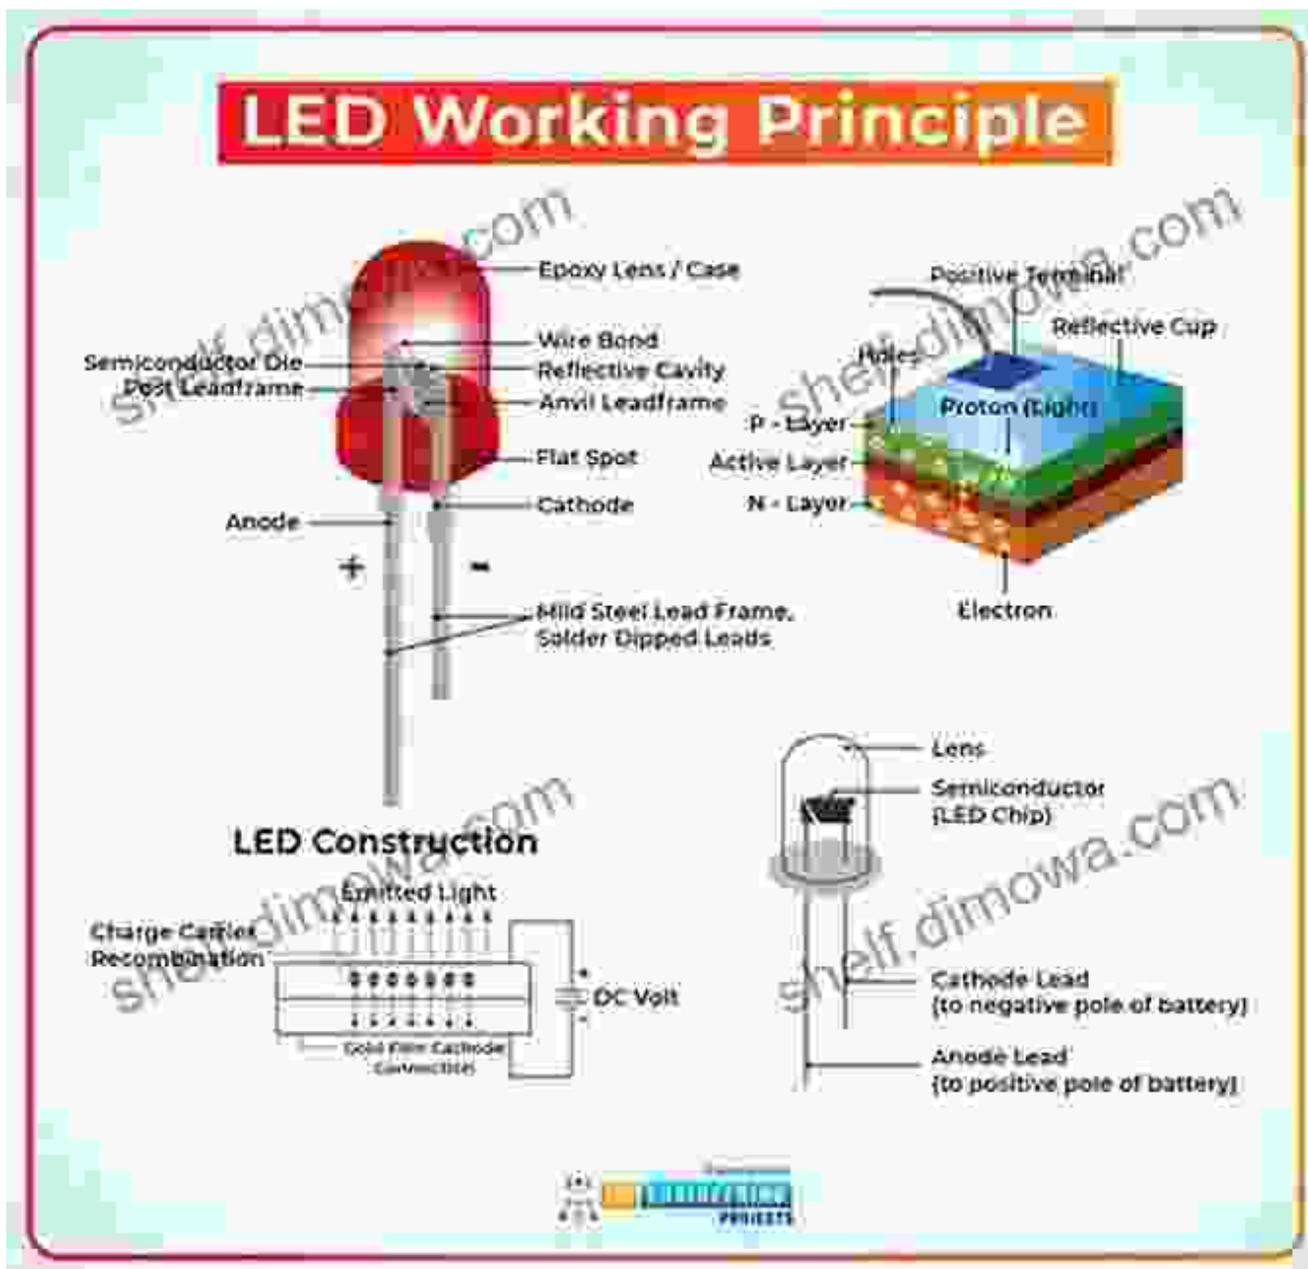 LED Working Principle
Epoxy Lens / Case
Wire Bond
Semiconductor Die
Reflective Cavity
Post Leadframe
Anvil Leadframe
Flat Spot
Cathode
Anode
+
-
Mild Steel Lead Frame,
Solder Dipped Leads
Positive Terminal
Reflective Cup
Holes
Proton (Light)
P - Layer
Active Layer
N - Layer
Electron
LED Construction
Emitted Light
Charge Carrier
Recombination
+
DC Volt
-
Gold Film Cathode
Connection
Lens
Semiconductor
(LED Chip)
Cathode Lead
(to negative pole of battery)
Anode Lead
(to positive pole of battery)
PROJECTS
shelf.dimowa.com
shelf.dimowa.com
shelf.dimowa.com
shelf.dimowa.com